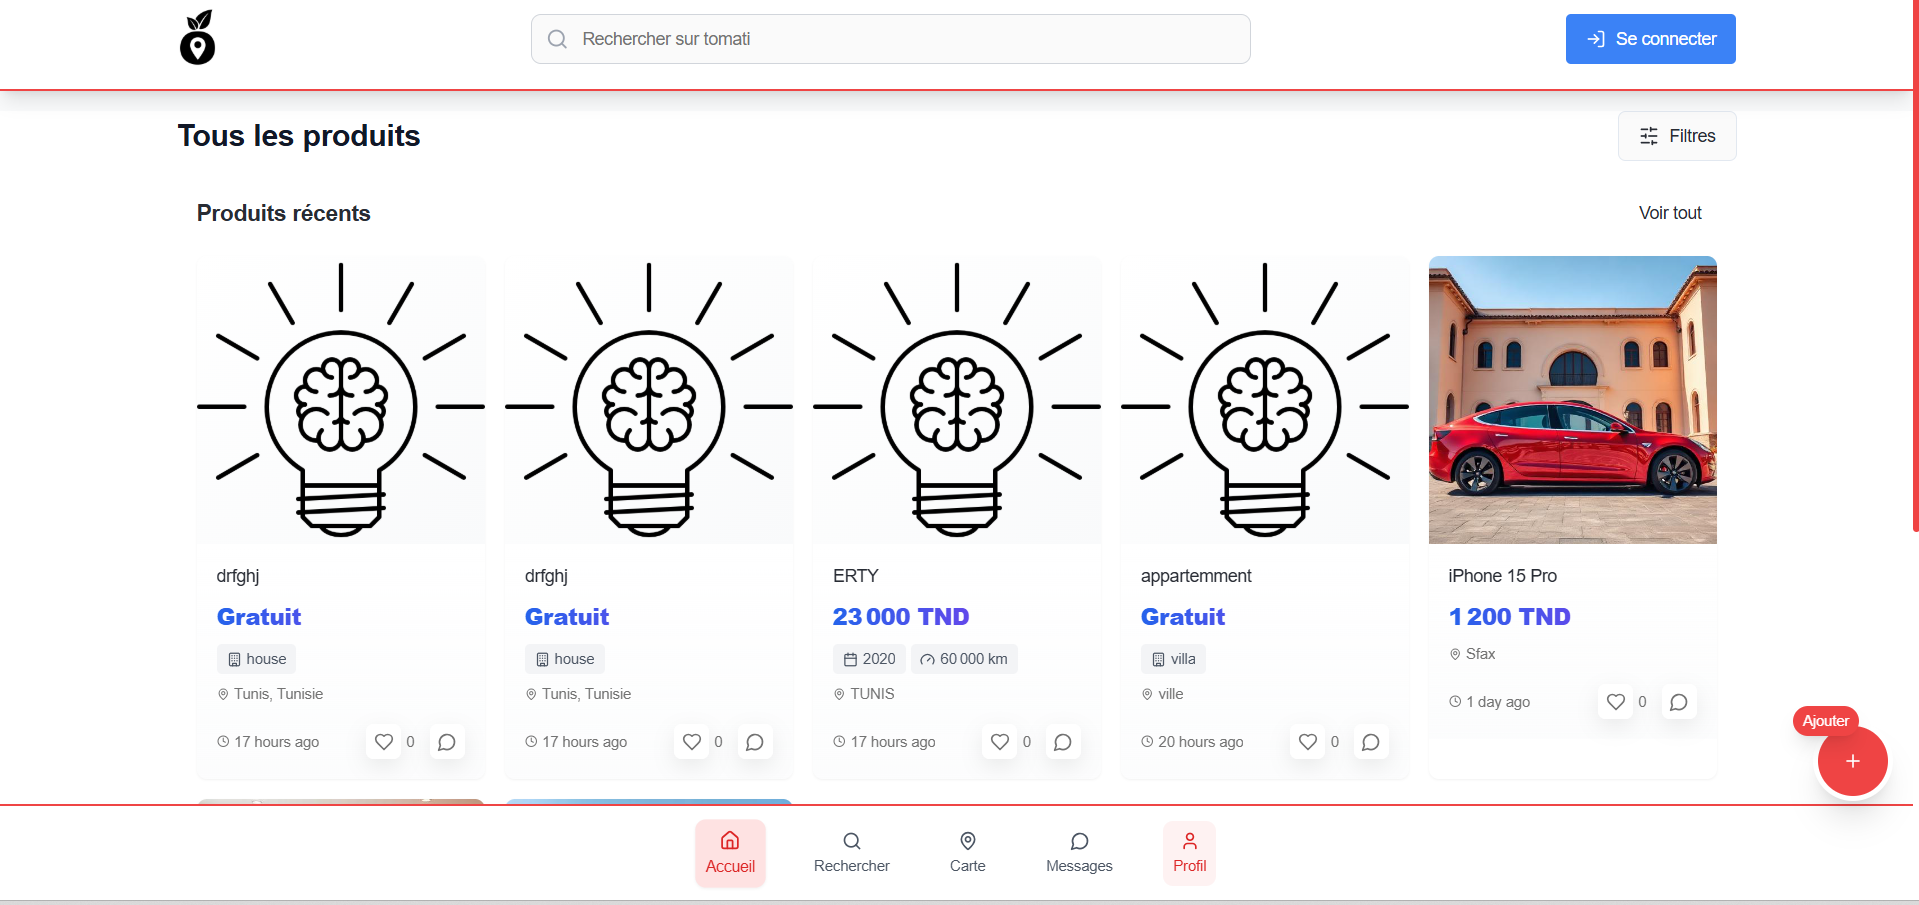 Rechercher sur tomati
Se connecter
Tous les produits
Filtres
Produits récents
Voir tout
drfghj
Gratuit
house
Tunis, Tunisie
17 hours ago
0
drfghj
Gratuit
house
Tunis, Tunisie
17 hours ago
0
ERTY
23 000 TND
2020
60 000 km
TUNIS
17 hours ago
0
appartemment
Gratuit
villa
ville
20 hours ago
0
iPhone 15 Pro
1 200 TND
Sfax
1 day ago
0
Ajouter
Accueil
Rechercher
Carte
Messages
Profil